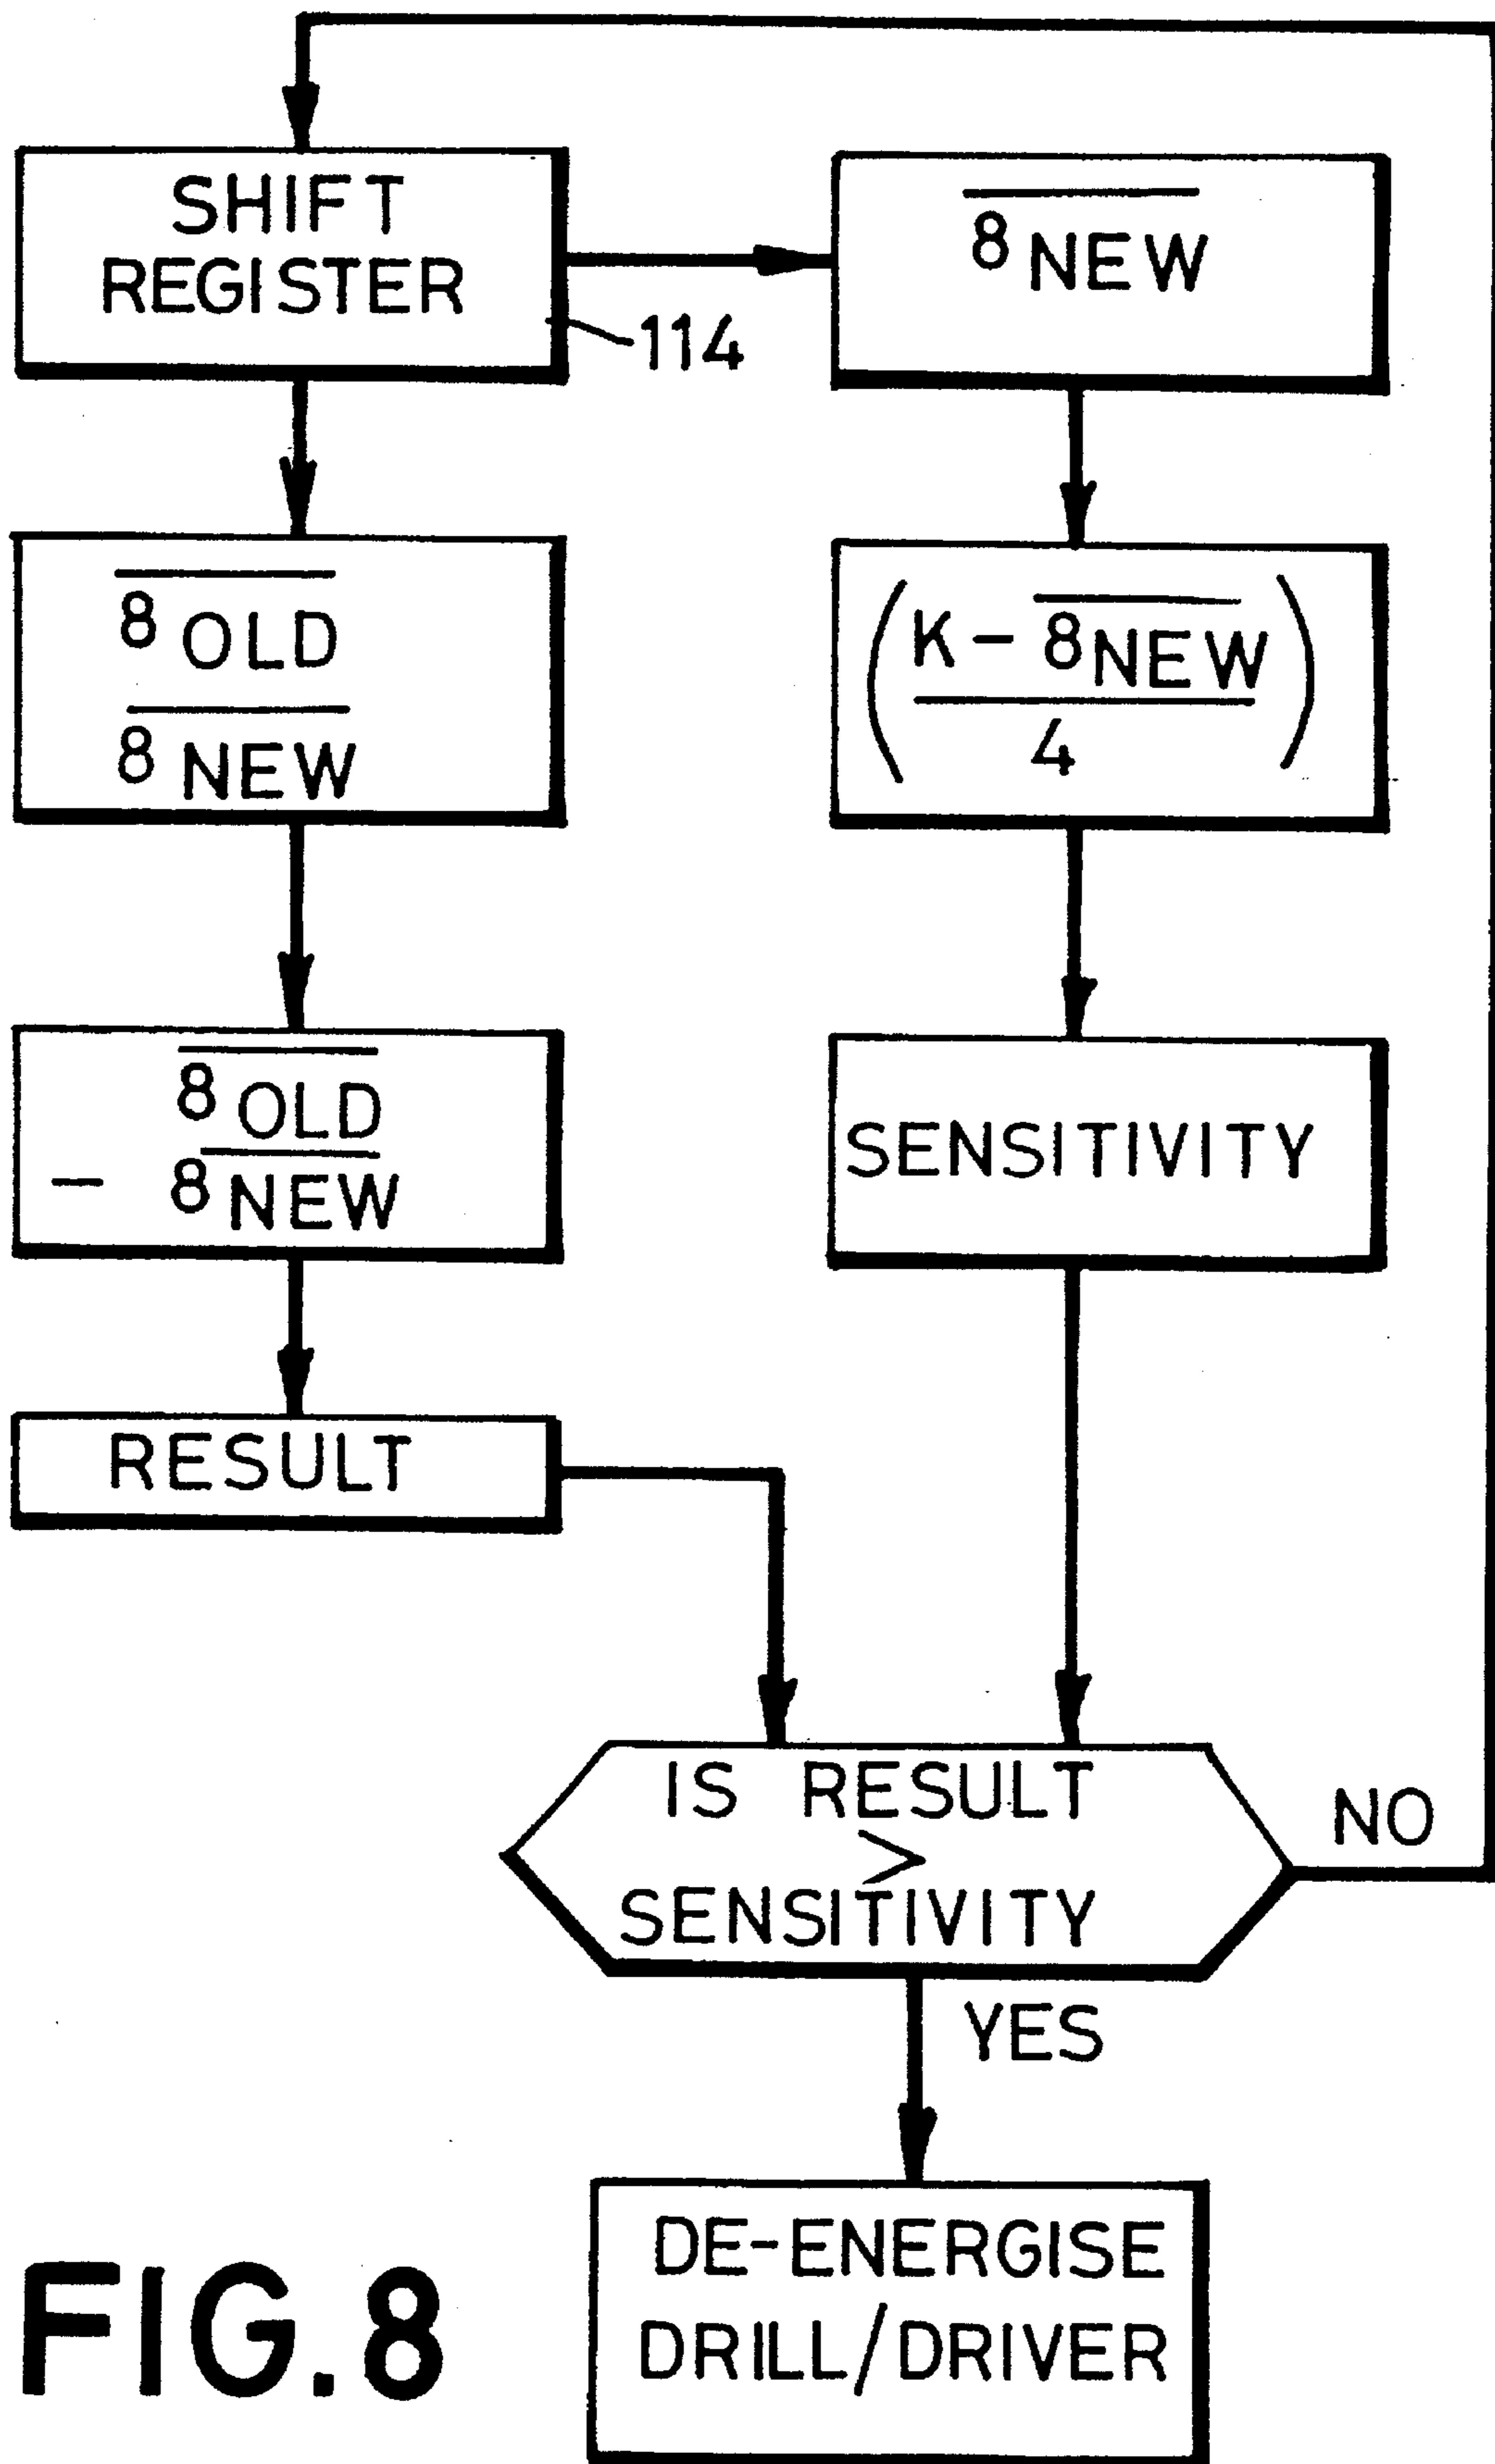 SHIFT
REGISTER
114
8 NEW
8 OLD
8 NEW
(K - 8NEW)
4
8 OLD
- 8 NEW
SENSITIVITY
RESULT
IS RESULT
>
SENSITIVITY
NO
YES
DE-ENERGISE
DRILL/DRIVER
FIG.8